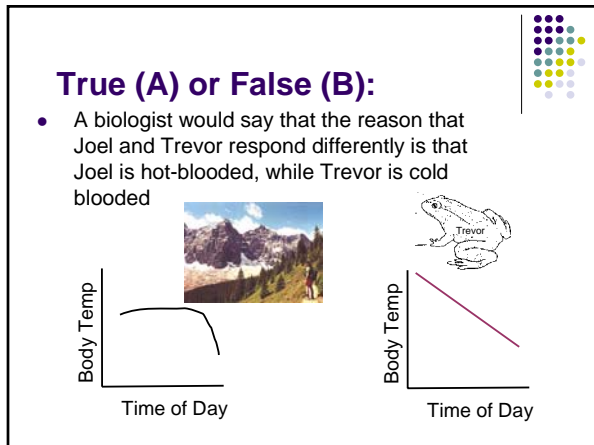 True (A) or False (B):
● A biologist would say that the reason that
Joel and Trevor respond differently is that
Joel is hot-blooded, while Trevor is cold
blooded
Trevor
Body Temp
Time of Day
Body Temp
Time of Day